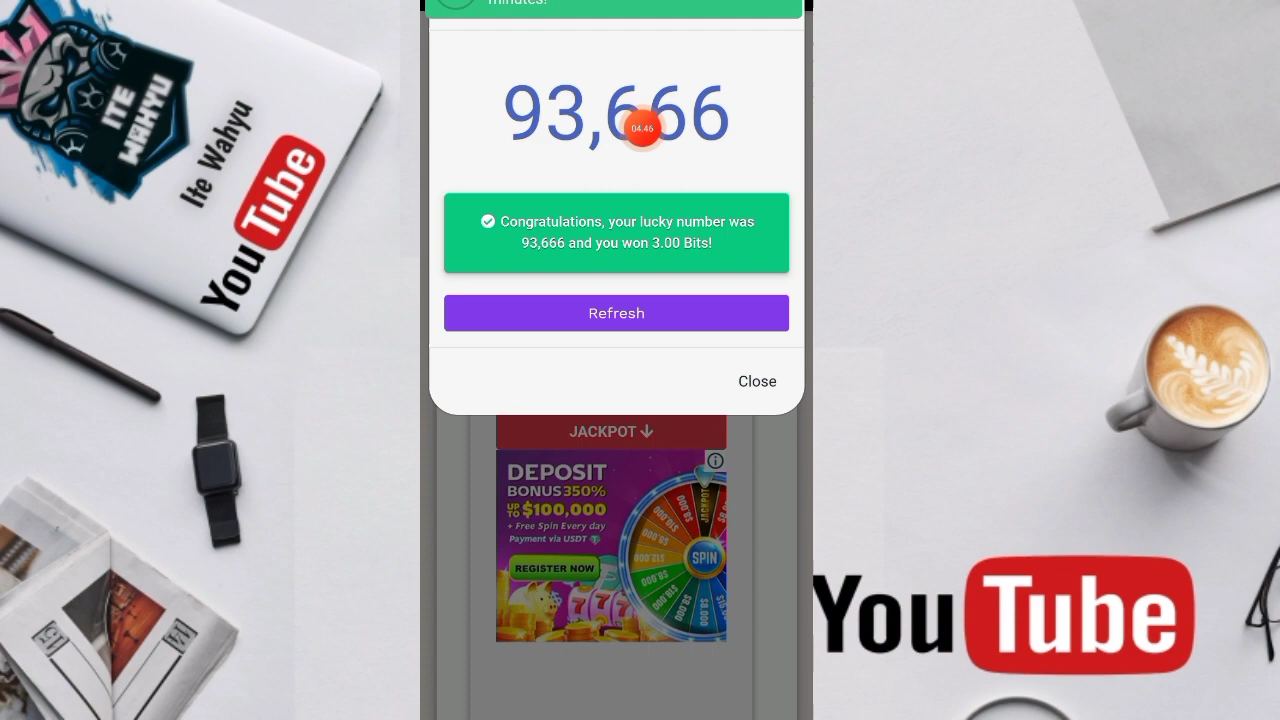 minutes!
93,666
04.46
Congratulations, your lucky number was
93,666 and you won 3.00 Bits!
Refresh
Close
JACKPOT
DEPOSIT
BONUS 350%
UP TO $100,000
+ Free Spin Every day
Payment via USDT
REGISTER NOW
SPIN
JACKPOT
777
ITE
WAHYU
Ite Wahyu
YouTube
YouTube